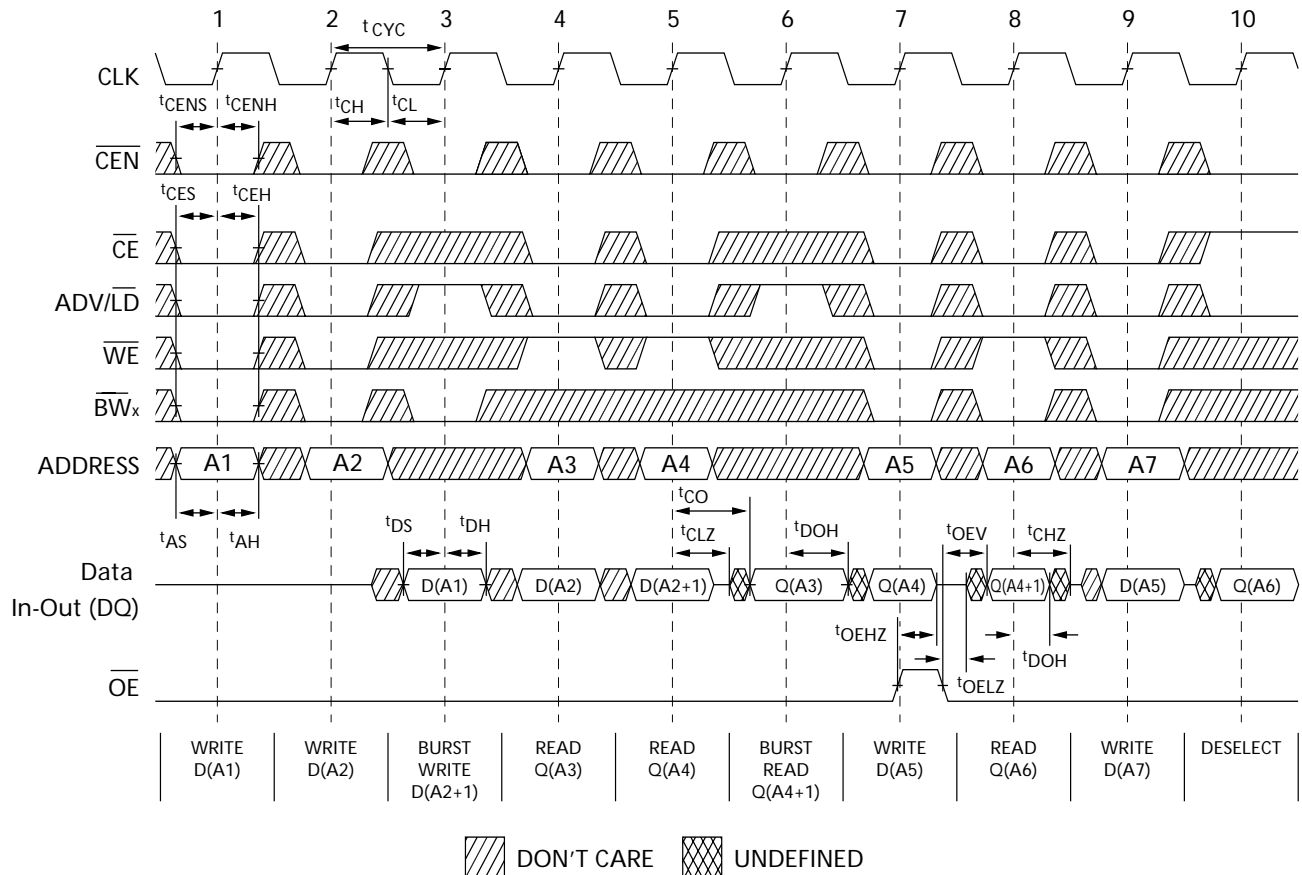 1 2 3 4 5 6 7 8 9 10
tCYC
CLK
tCENS tCENH tCH tCL
CEN
tCES tCEH
CE
ADV/LD
WE
BWx
ADDRESS A1 A2 A3 A4 A5 A6 A7
tCO
tAS tAH tDS tDH tCLZ tDOH tOEV tCHZ
Data
In-Out (DQ)
D(A1) D(A2) D(A2+1) Q(A3) Q(A4) Q(A4+1) D(A5) Q(A6)
tOEHZ tDOH
tOELZ
OE
WRITE
D(A1)
WRITE
D(A2)
BURST
WRITE
D(A2+1)
READ
Q(A3)
READ
Q(A4)
BURST
READ
Q(A4+1)
WRITE
D(A5)
READ
Q(A6)
WRITE
D(A7)
DESELECT
DON'T CARE UNDEFINED